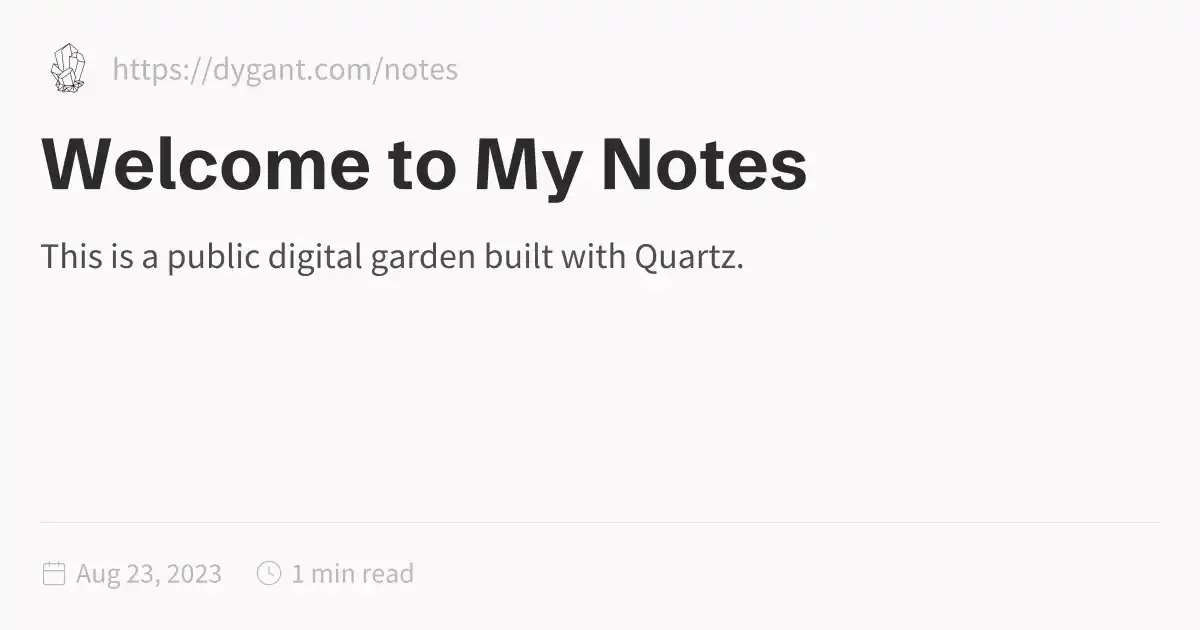 https://dygant.com/notes
Welcome to My Notes
This is a public digital garden built with Quartz.
Aug 23, 2023
1 min read